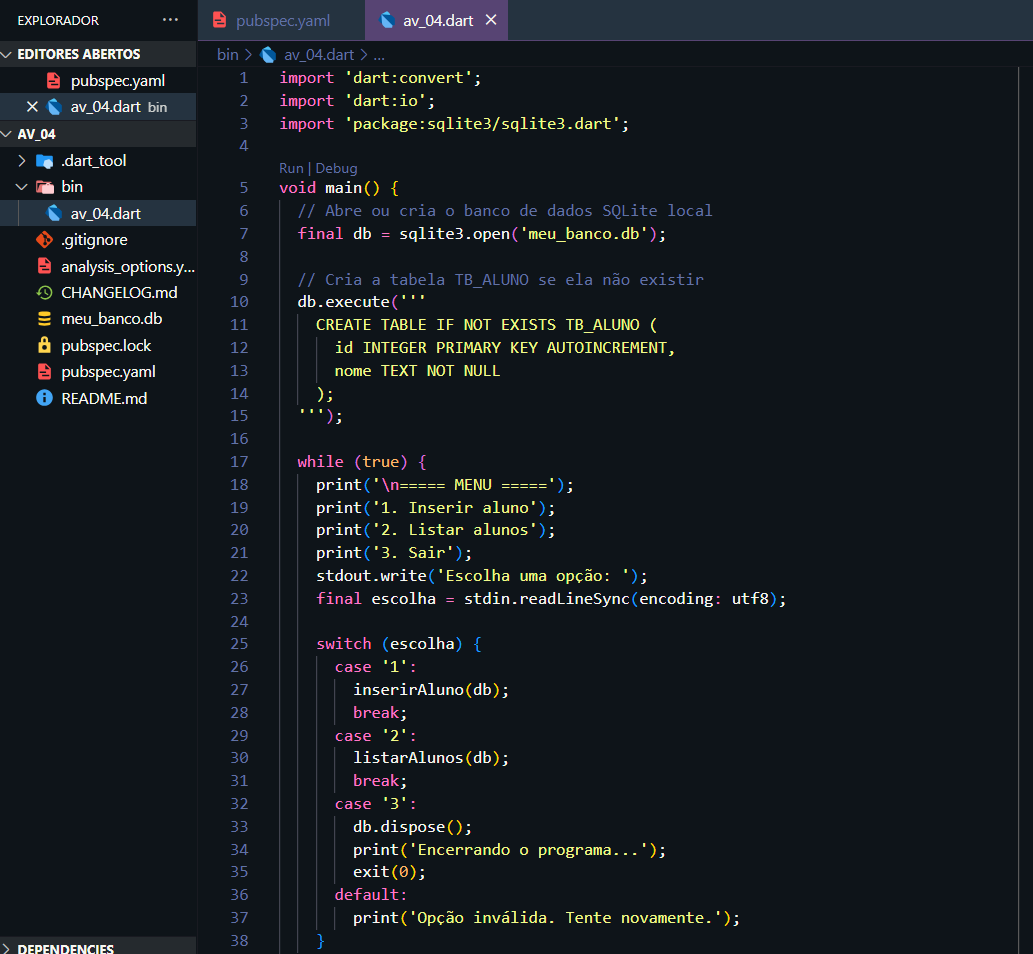 EXPLORADOR
EDITORES ABERTOS
pubspec.yaml
av_04.dart bin
AV_04
.dart_tool
bin
av_04.dart
.gitignore
analysis_options.y...
CHANGELOG.md
meu_banco.db
pubspec.lock
pubspec.yaml
README.md
DEPENDENCIES
pubspec.yaml
av_04.dart
bin > av_04.dart > ...
1 import 'dart:convert';
2 import 'dart:io';
3 import 'package:sqlite3/sqlite3.dart';
4
Run | Debug
5 void main() {
6   // Abre ou cria o banco de dados SQLite local
7   final db = sqlite3.open('meu_banco.db');
8
9   // Cria a tabela TB_ALUNO se ela não existir
10   db.execute('''
11     CREATE TABLE IF NOT EXISTS TB_ALUNO (
12       id INTEGER PRIMARY KEY AUTOINCREMENT,
13       nome TEXT NOT NULL
14     );
15   ''');
16
17   while (true) {
18     print('\n===== MENU =====');
19     print('1. Inserir aluno');
20     print('2. Listar alunos');
21     print('3. Sair');
22     stdout.write('Escolha uma opção: ');
23     final escolha = stdin.readLineSync(encoding: utf8);
24
25     switch (escolha) {
26       case '1':
27         inserirAluno(db);
28         break;
29       case '2':
30         listarAlunos(db);
31         break;
32       case '3':
33         db.dispose();
34         print('Encerrando o programa...');
35         exit(0);
36       default:
37         print('Opção inválida. Tente novamente.');
38     }